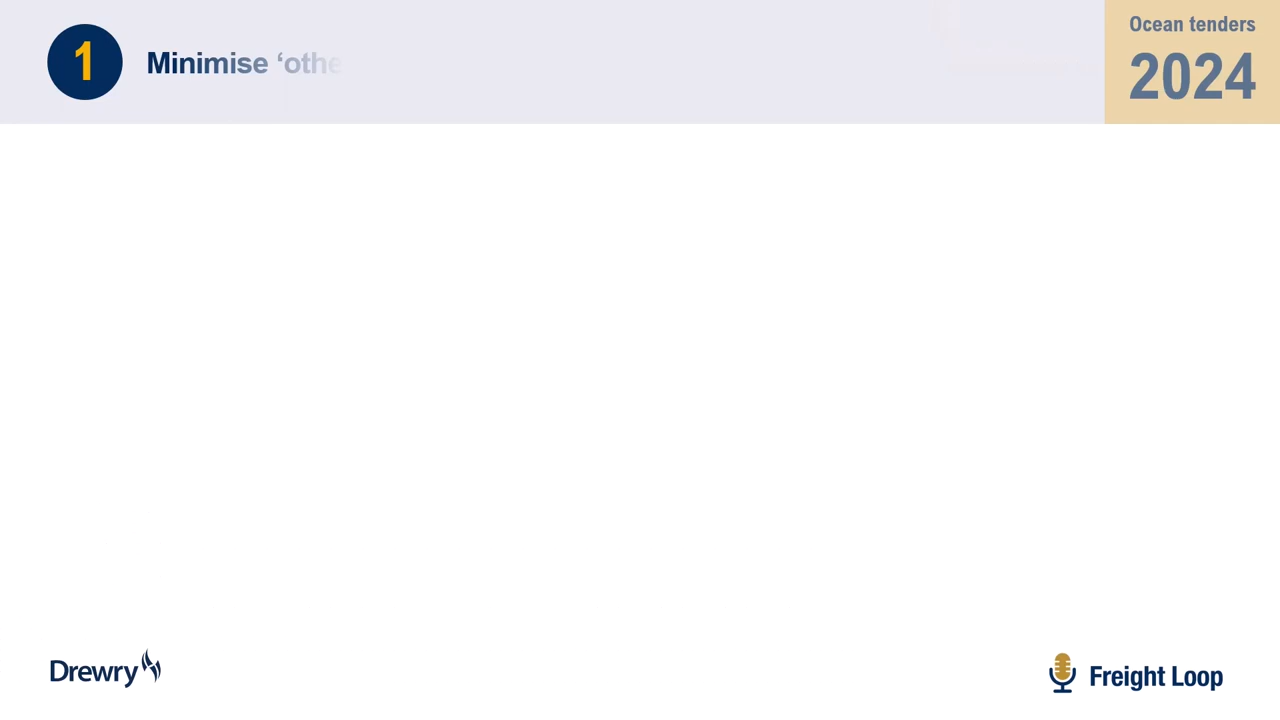 1
Minimise ‘othe
Ocean tenders
2024
Drewry
Freight Loop